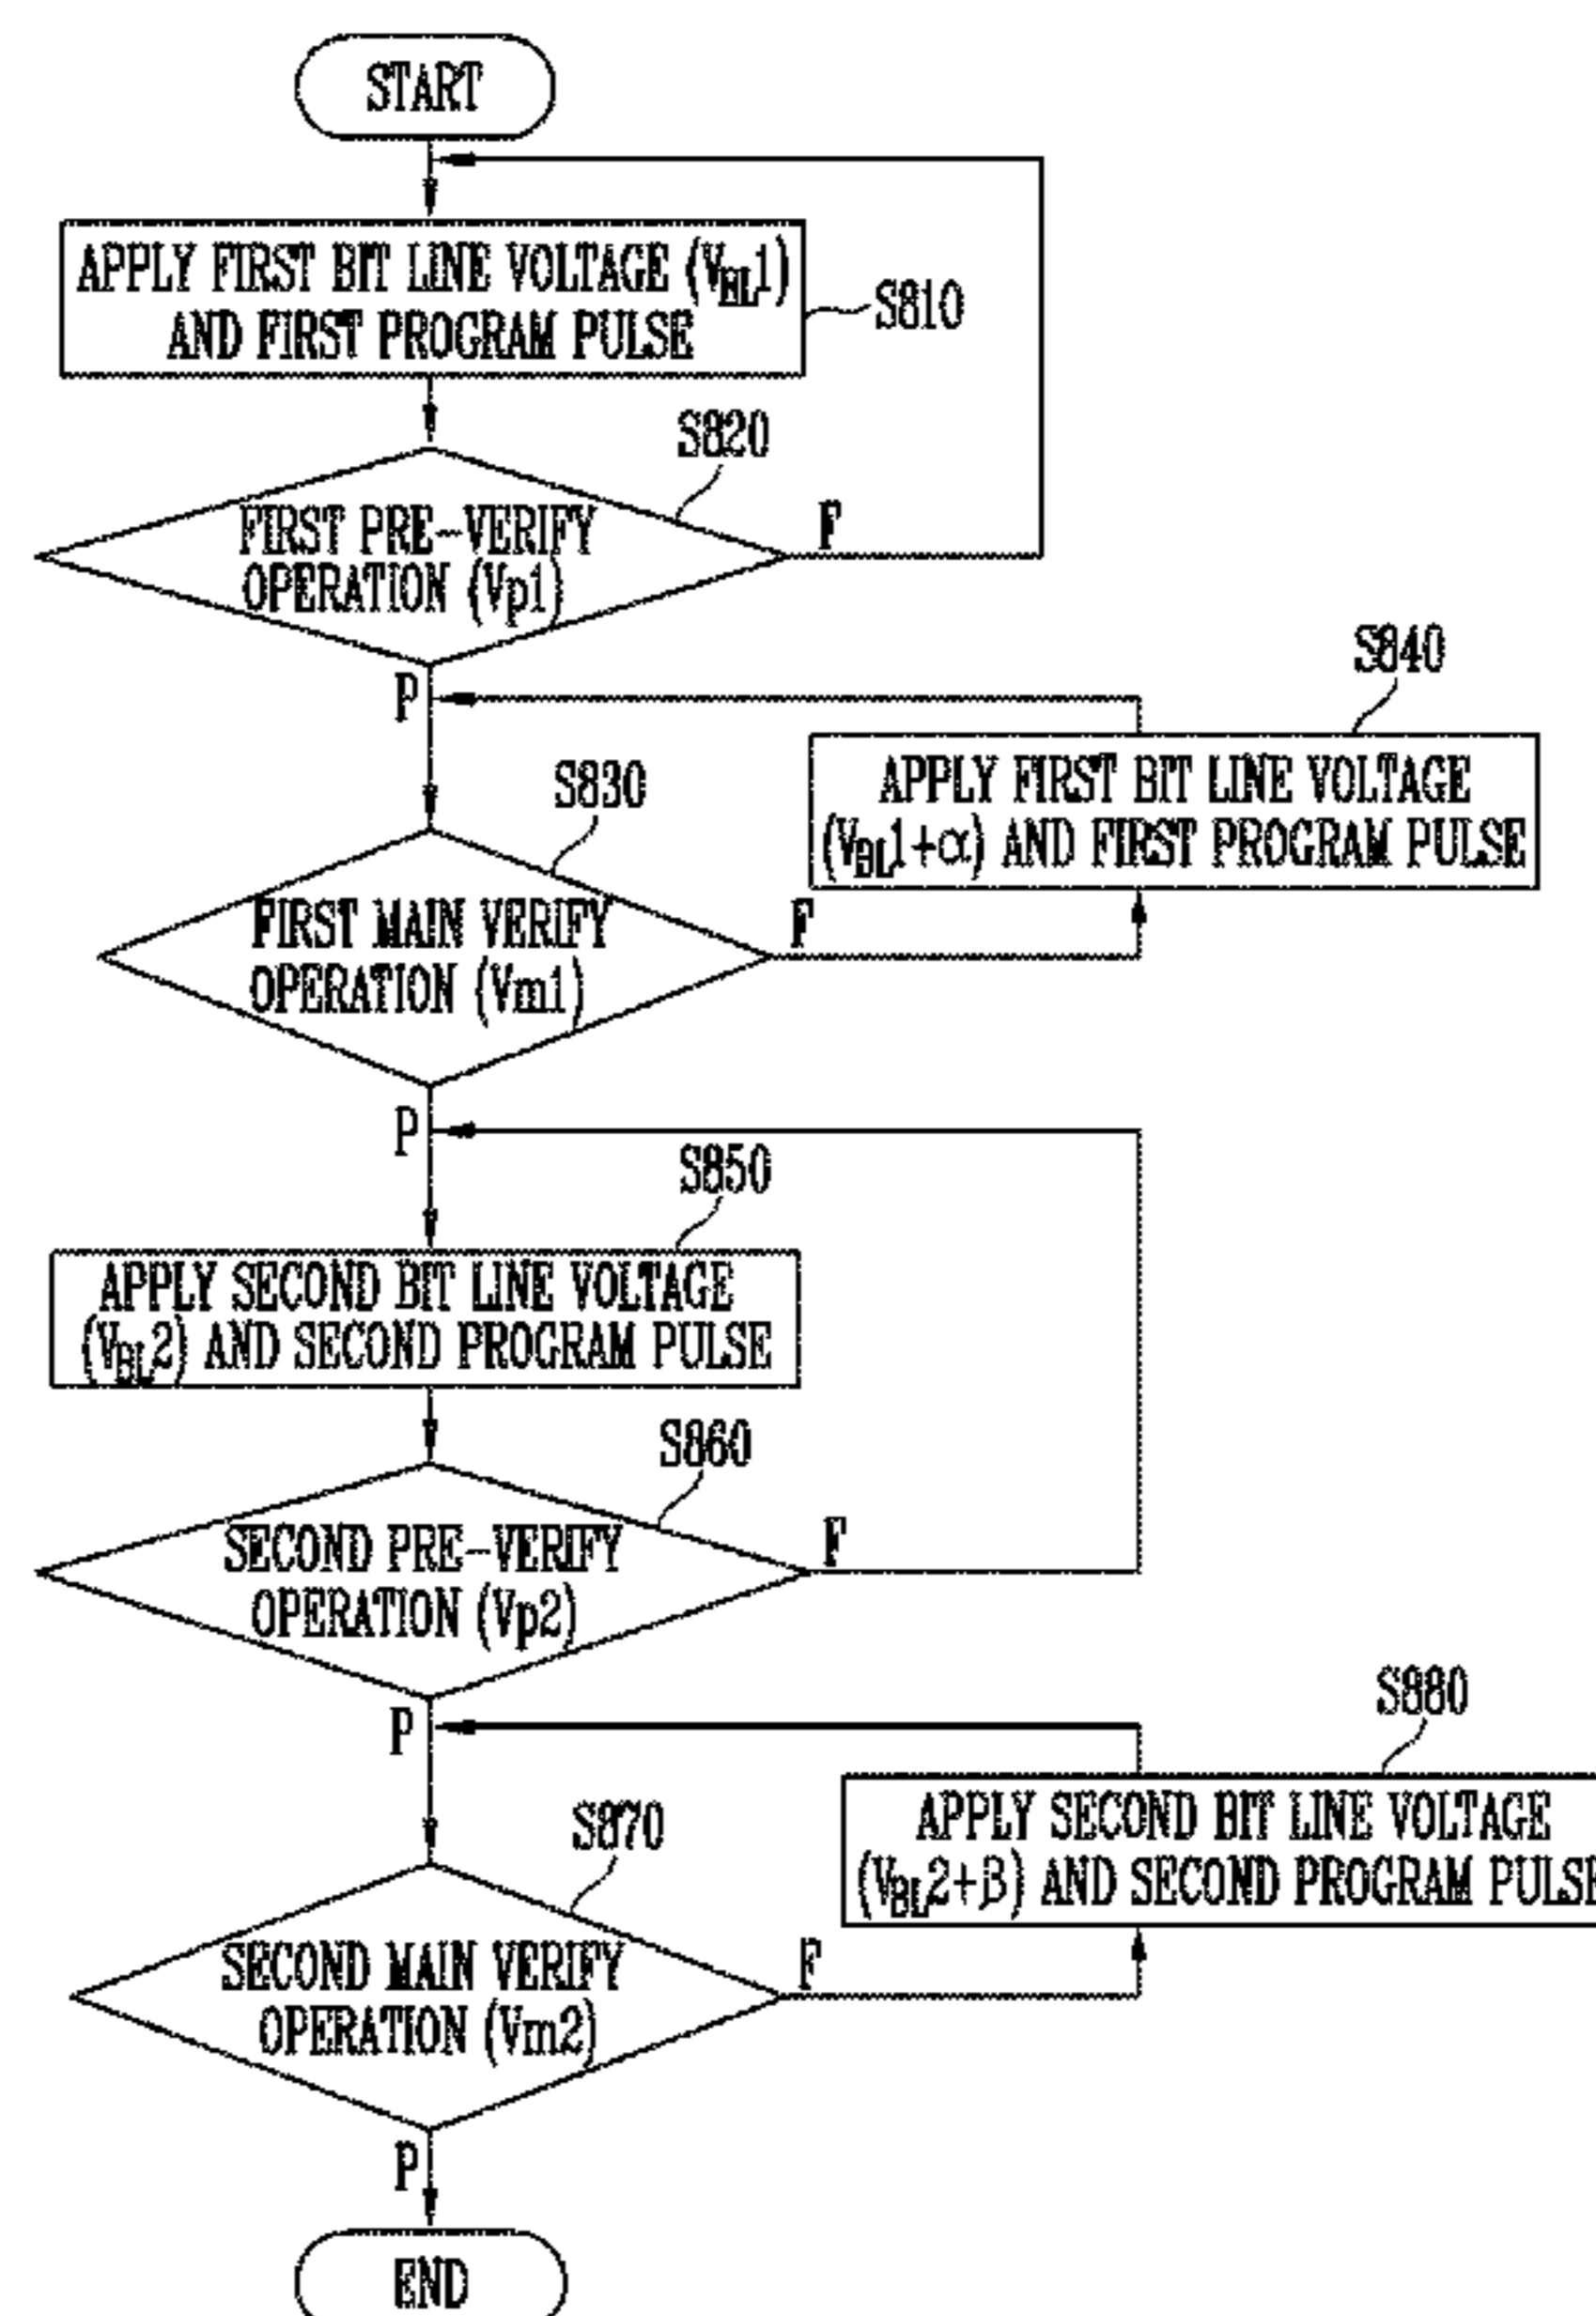 START
APPLY FIRST BIT LINE VOLTAGE (VBL1)
AND FIRST PROGRAM PULSE
S810
S820
FIRST PRE-VERIFY
OPERATION (Vp1)
F
P
S840
APPLY FIRST BIT LINE VOLTAGE
(VBL1+α) AND FIRST PROGRAM PULSE
S830
FIRST MAIN VERIFY
OPERATION (Vm1)
F
P
S850
APPLY SECOND BIT LINE VOLTAGE
(VBL2) AND SECOND PROGRAM PULSE
S860
SECOND PRE-VERIFY
OPERATION (Vp2)
F
P
S880
APPLY SECOND BIT LINE VOLTAGE
(VBL2+β) AND SECOND PROGRAM PULSE
S870
SECOND MAIN VERIFY
OPERATION (Vm2)
F
P
END